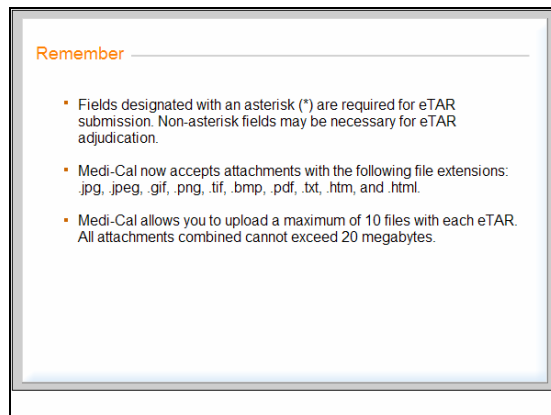 Remember
▪ Fields designated with an asterisk (*) are required for eTAR
submission. Non-asterisk fields may be necessary for eTAR
adjudication.
▪ Medi-Cal now accepts attachments with the following file extensions:
.jpg, .jpeg, .gif, .png, .tif, .bmp, .pdf, .txt, .htm, and .html.
▪ Medi-Cal allows you to upload a maximum of 10 files with each eTAR.
All attachments combined cannot exceed 20 megabytes.